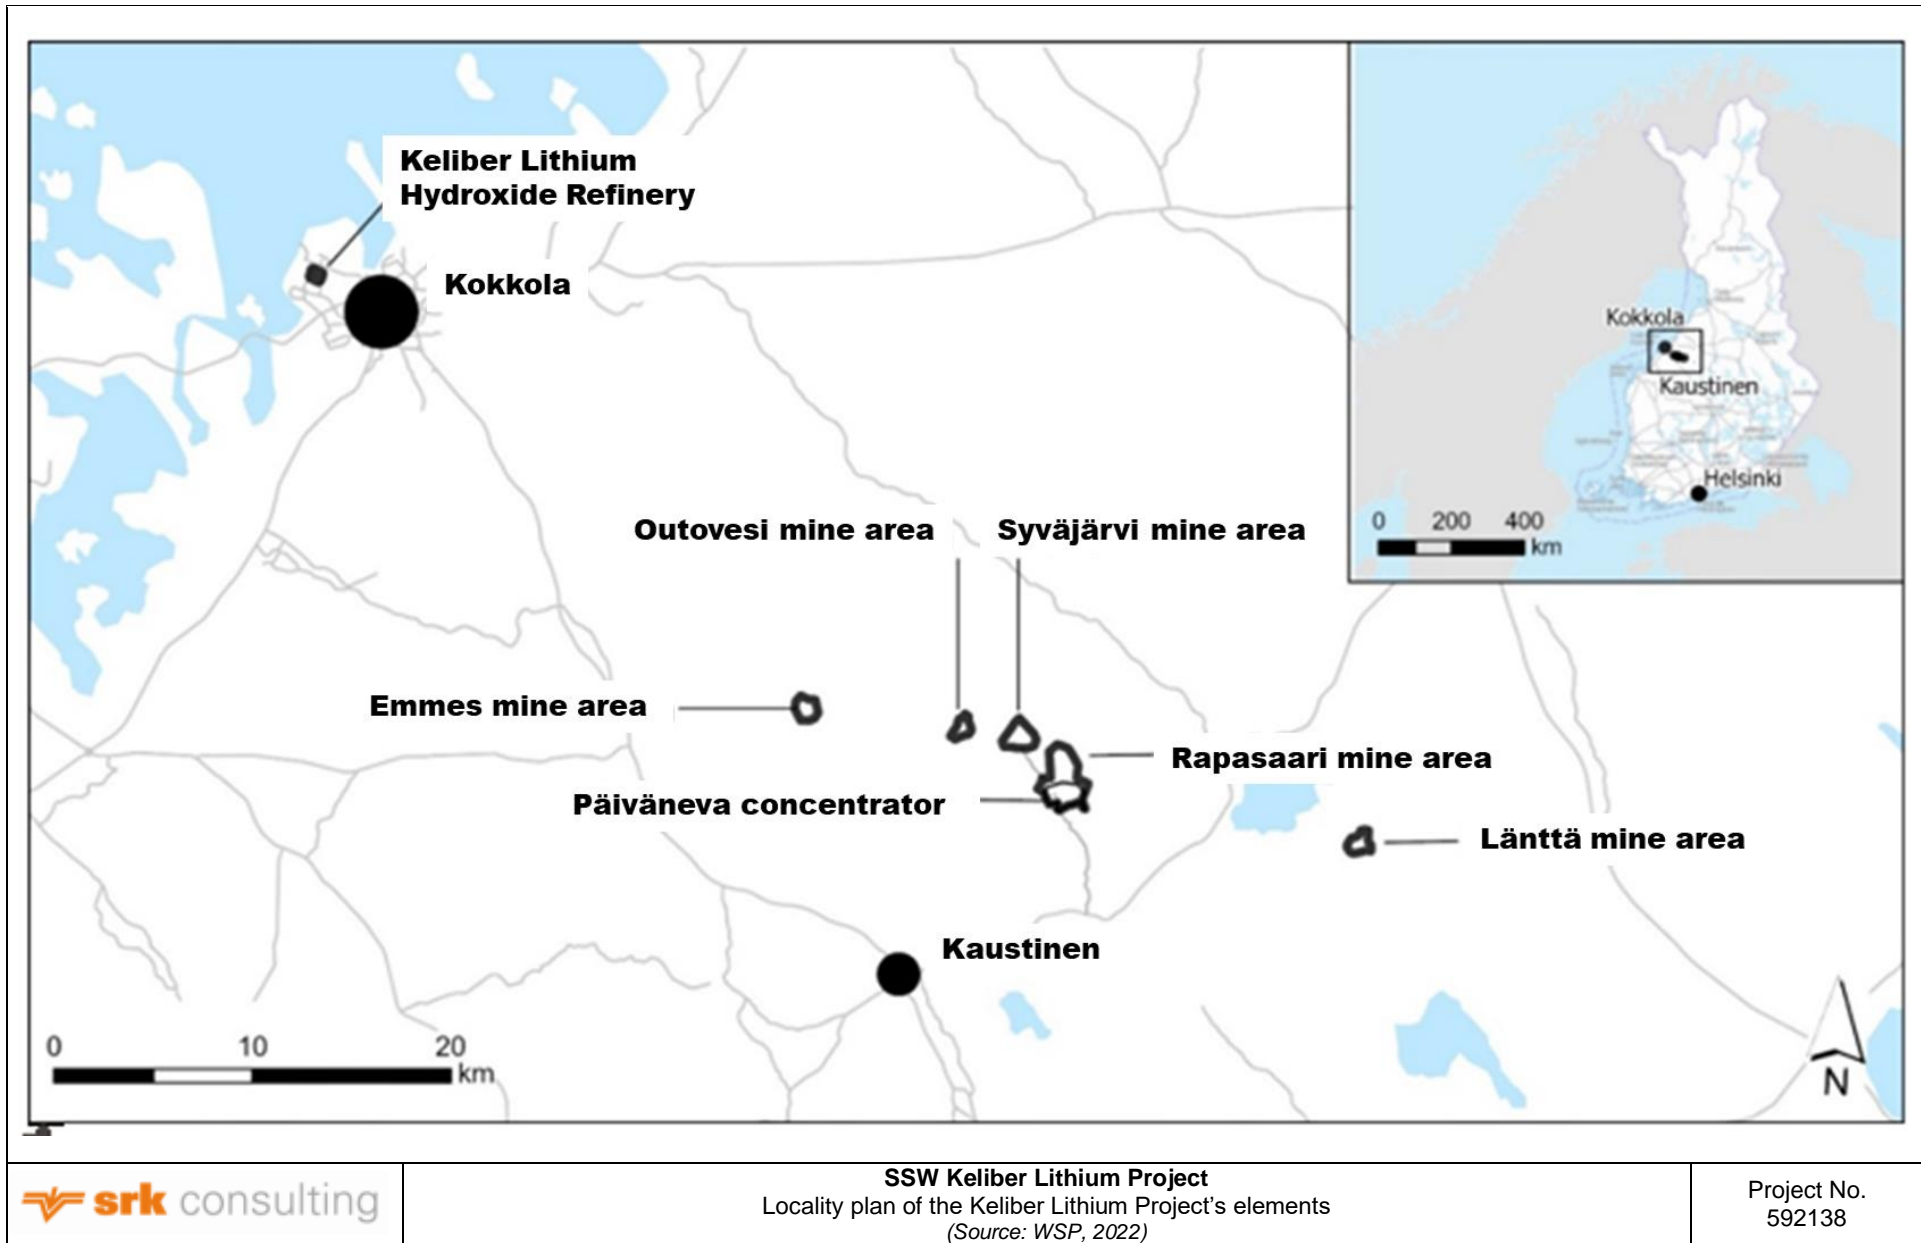 Keliber Lithium
Hydroxide Refinery
Kokkola
Kokkola
Kaustinen
Helsinki
0 200 400
km
Outovesi mine area
Syväjärvi mine area
Emmes mine area
Rapasaari mine area
Päiväneva concentrator
Länttä mine area
Kaustinen
0 10 20
km
N
srk consulting
SSW Keliber Lithium Project
Locality plan of the Keliber Lithium Project's elements
(Source: WSP, 2022)
Project No.
592138